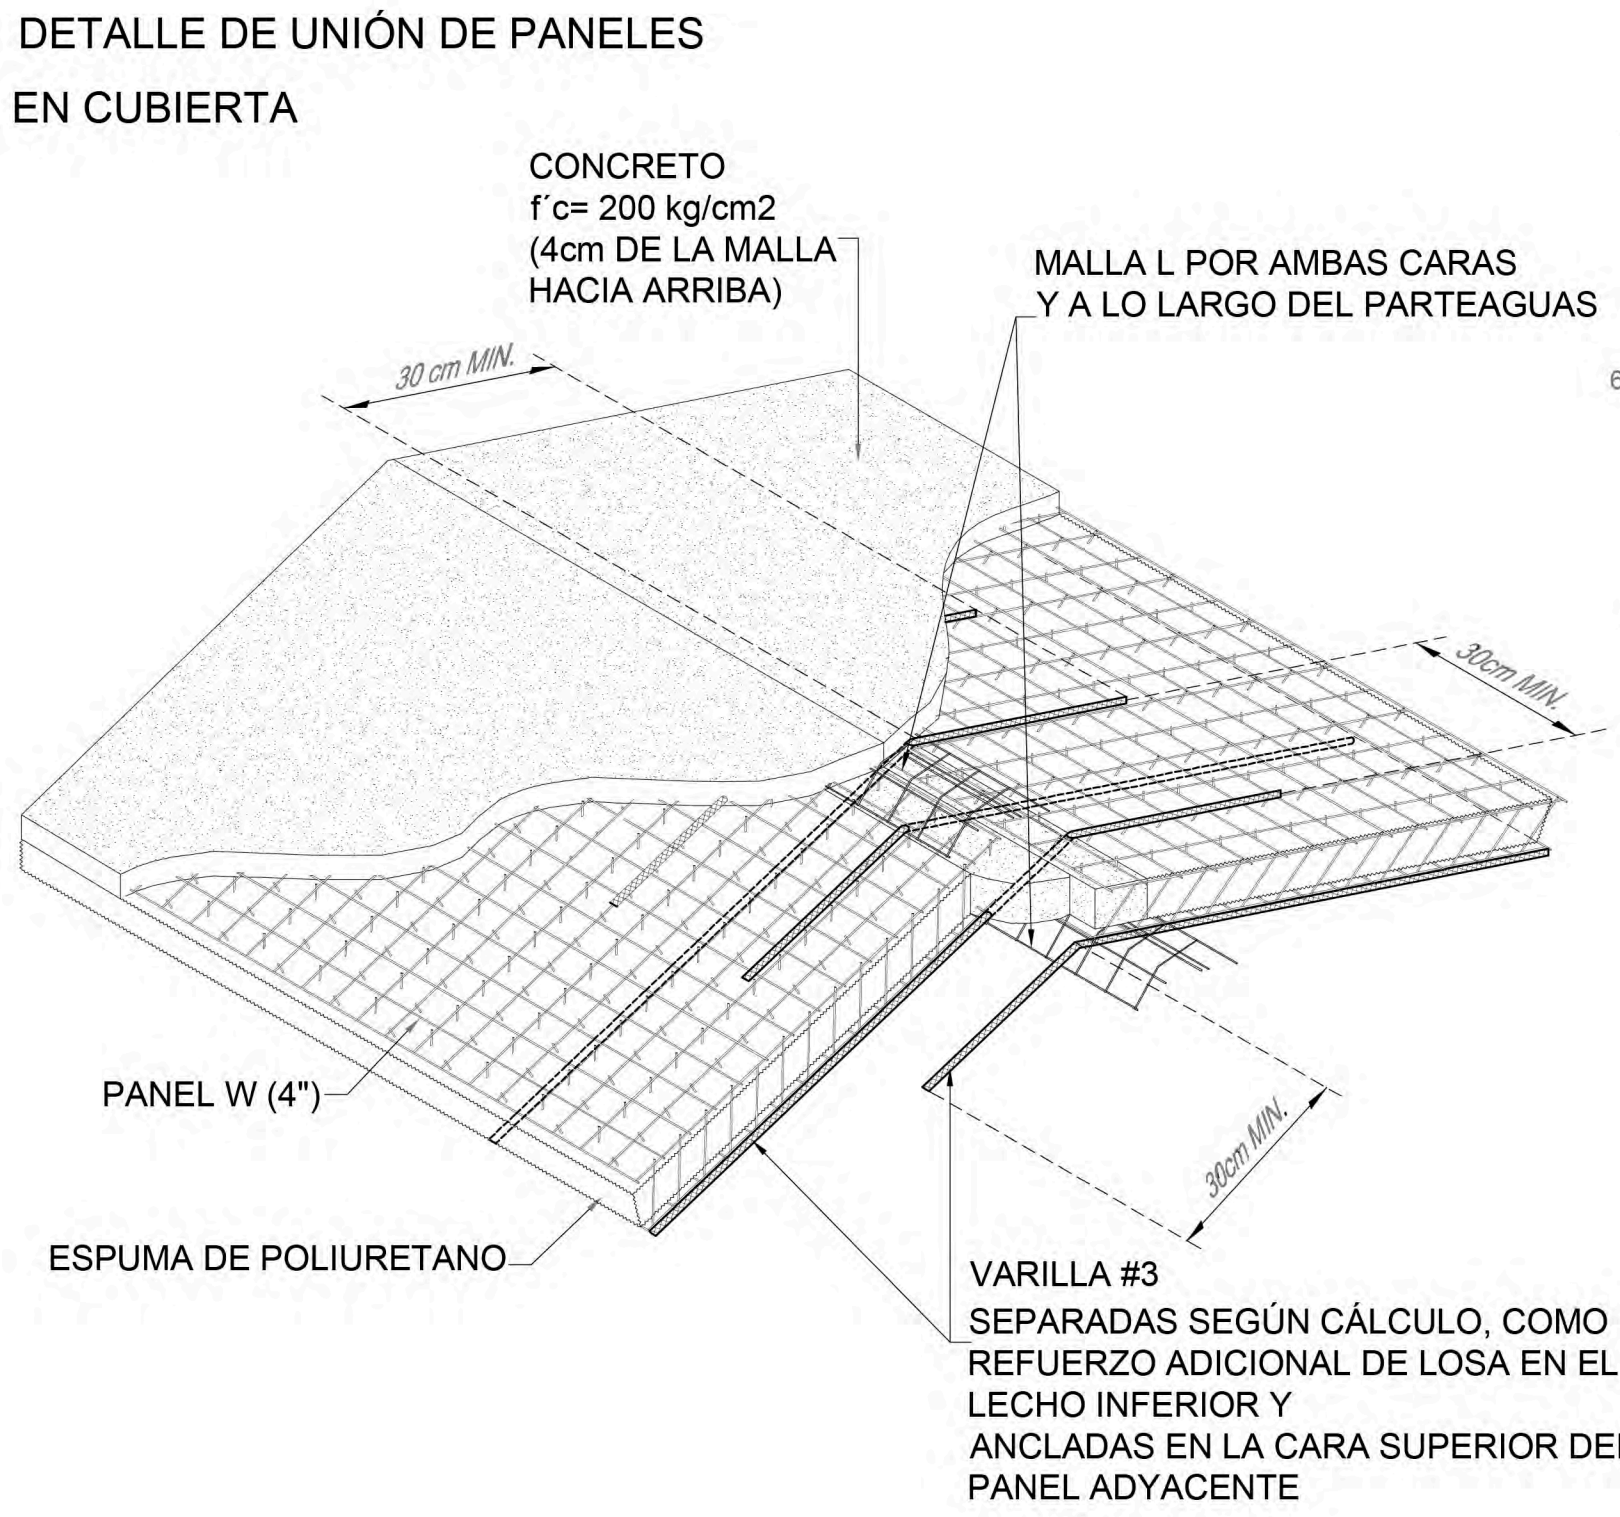 DETALLE DE UNIÓN DE PANELES
EN CUBIERTA
CONCRETO
f´c= 200 kg/cm2
(4cm DE LA MALLA
HACIA ARRIBA)
MALLA L POR AMBAS CARAS
Y A LO LARGO DEL PARTEAGUAS
30 cm MIN.
6
30cm MIN.
PANEL W (4")
30cm MIN.
ESPUMA DE POLIURETANO
VARILLA #3
SEPARADAS SEGÚN CÁLCULO, COMO
REFUERZO ADICIONAL DE LOSA EN EL
LECHO INFERIOR Y
ANCLADAS EN LA CARA SUPERIOR DEL
PANEL ADYACENTE